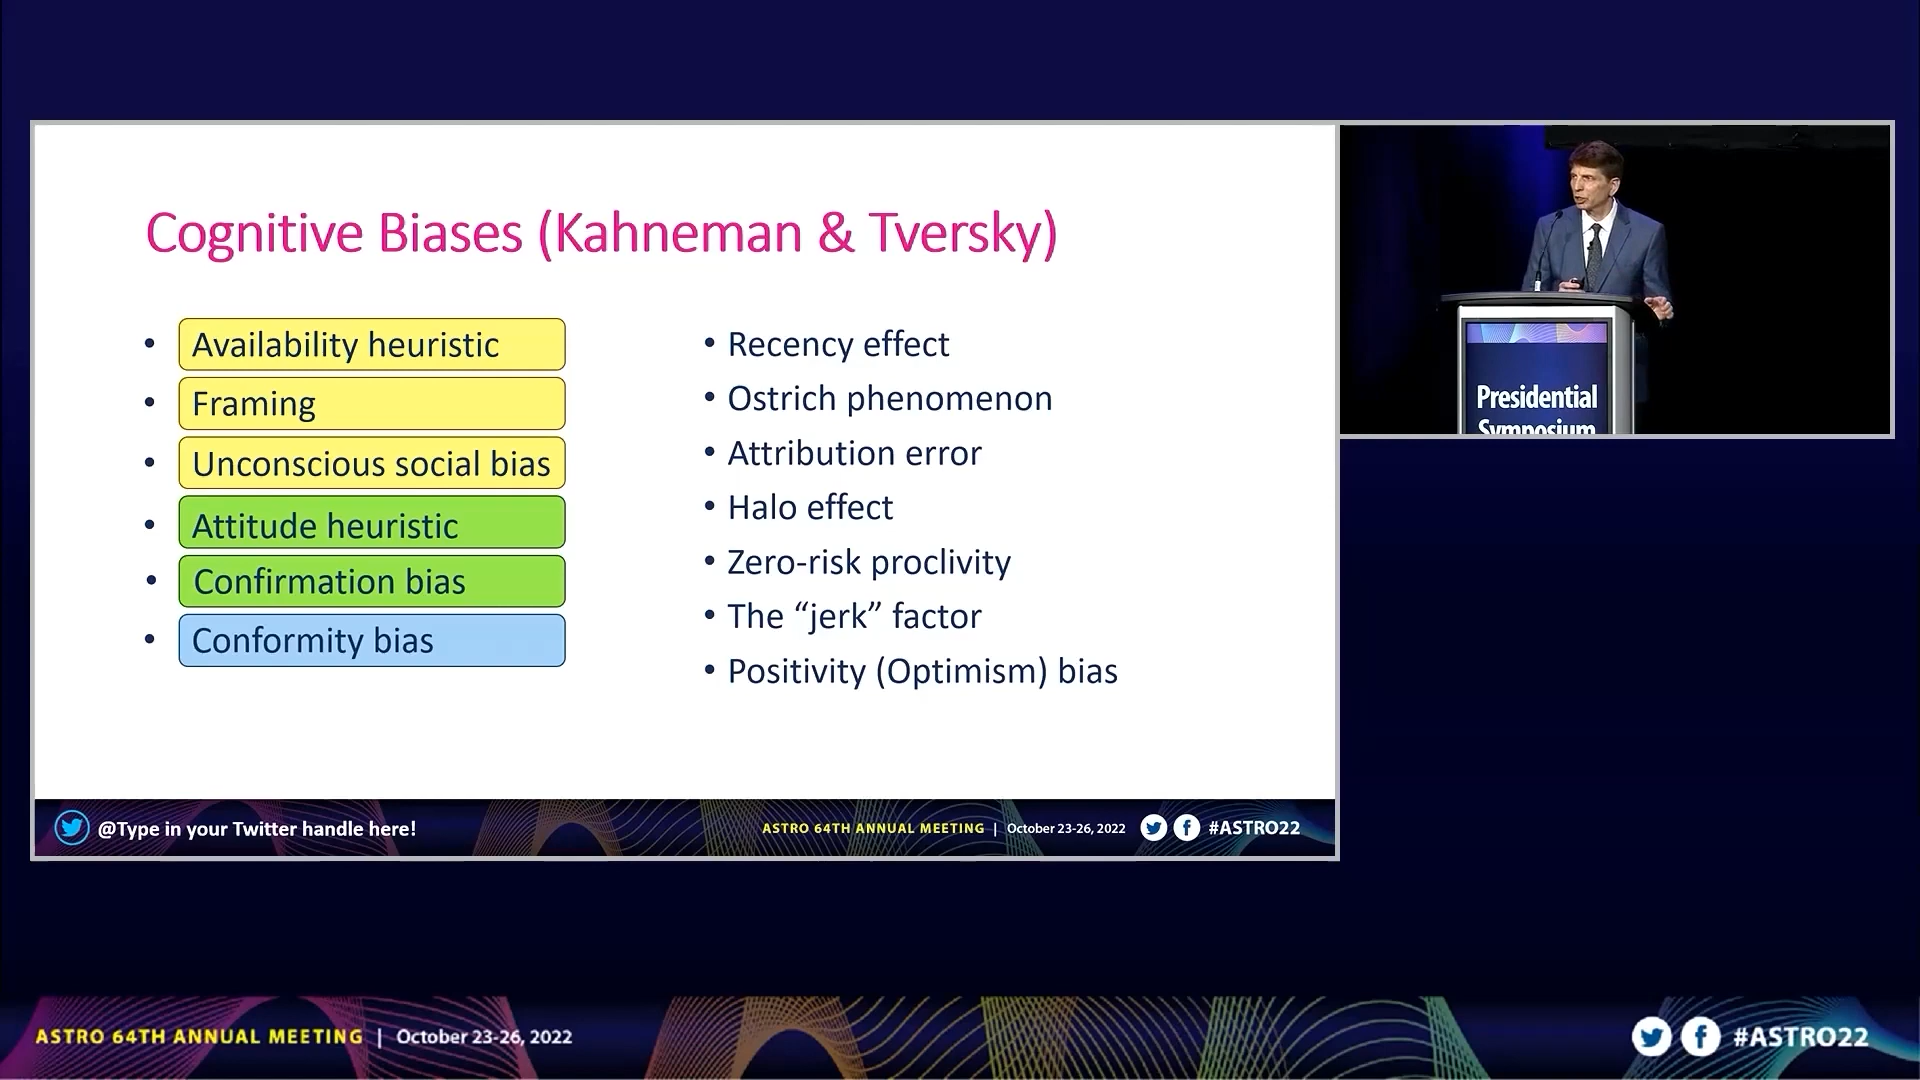 Cognitive Biases (Kahneman & Tversky)
• Availability heuristic
• Framing
• Unconscious social bias
• Attitude heuristic
• Confirmation bias
• Conformity bias
• Recency effect
• Ostrich phenomenon
• Attribution error
• Halo effect
• Zero-risk proclivity
• The “jerk” factor
• Positivity (Optimism) bias
@Type in your Twitter handle here!
ASTRO 64TH ANNUAL MEETING | October 23-26, 2022
#ASTRO22
Presidential
Symposium
ASTRO 64TH ANNUAL MEETING | October 23-26, 2022
#ASTRO22